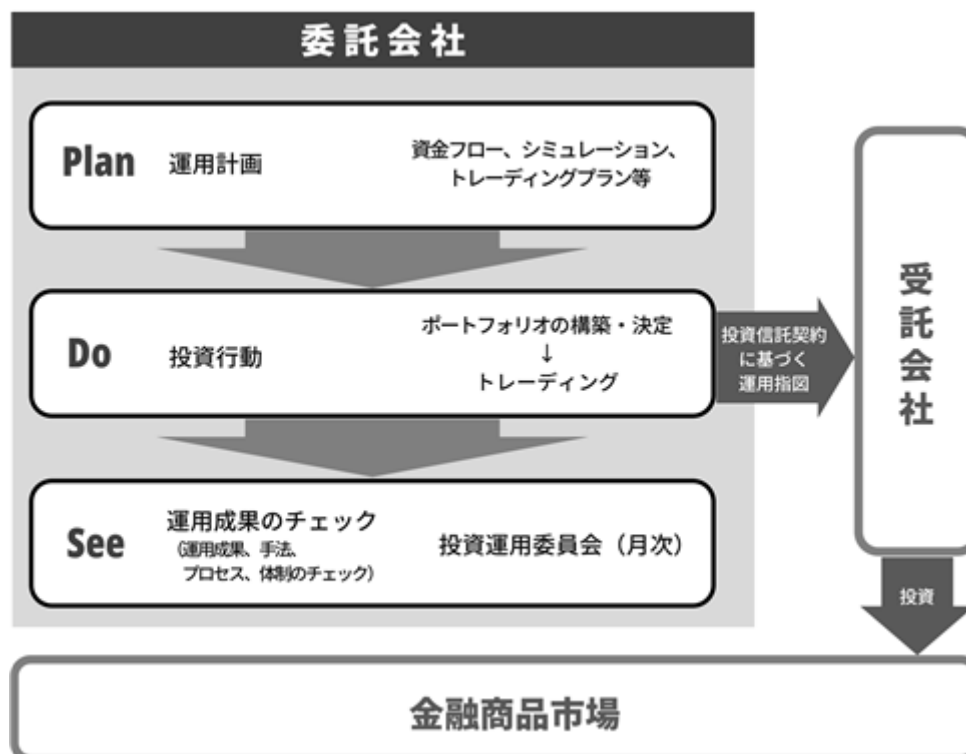 委託会社
Plan 運用計画
資金フロー、シミュレーション、
トレーディングプラン等
Do 投資行動
ポートフォリオの構築・決定
↓
トレーディング
投資信託契約
に基づく
運用指図
See 運用成果のチェック
(運用成果、手法、
プロセス、体制のチェック)
投資運用委員会(月次)
受託会社
投資
金融商品市場